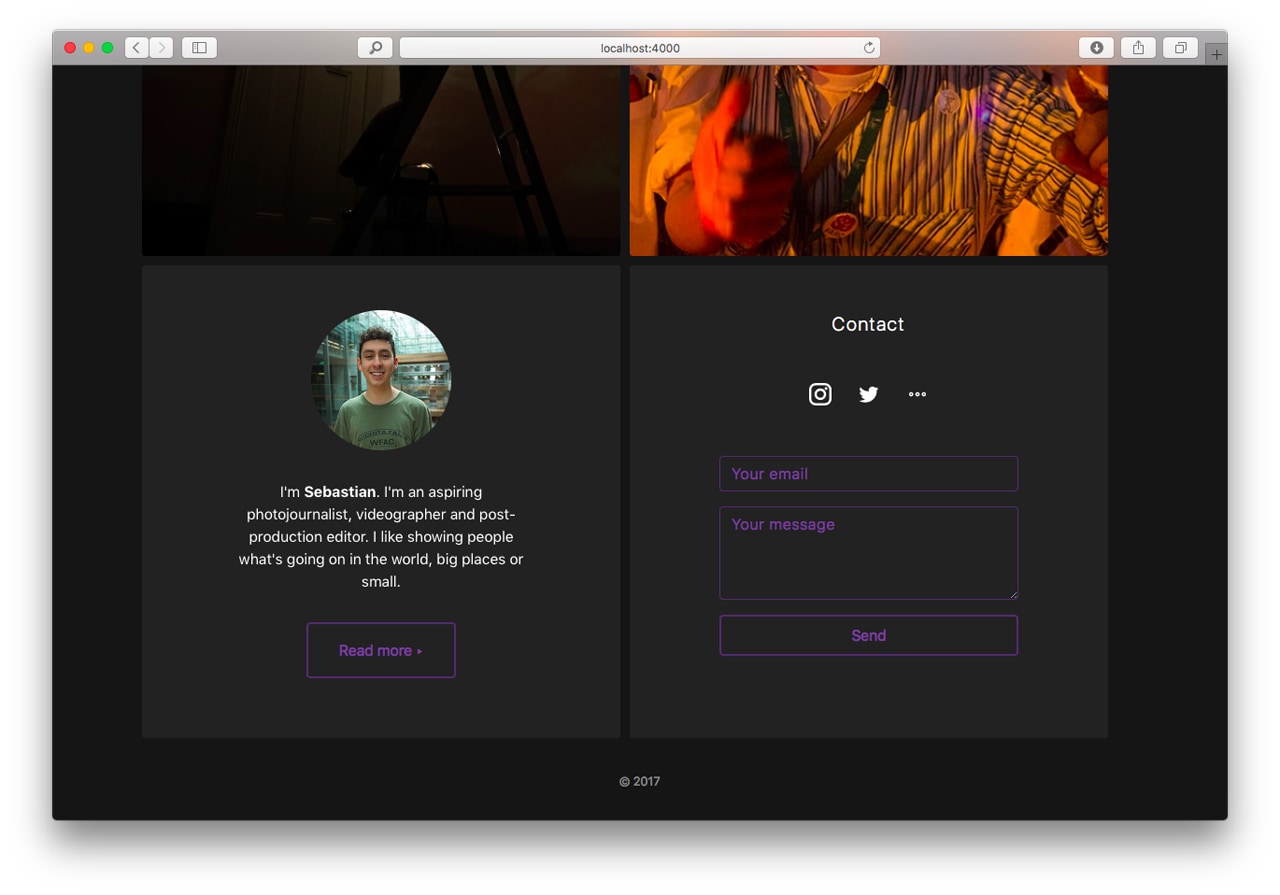 localhost:4000
WFAC
I'm Sebastian. I'm an aspiring
photojournalist, videographer and post-
production editor. I like showing people
what's going on in the world, big places or
small.
Read more ▸
Contact
Your email
Your message
Send
© 2017